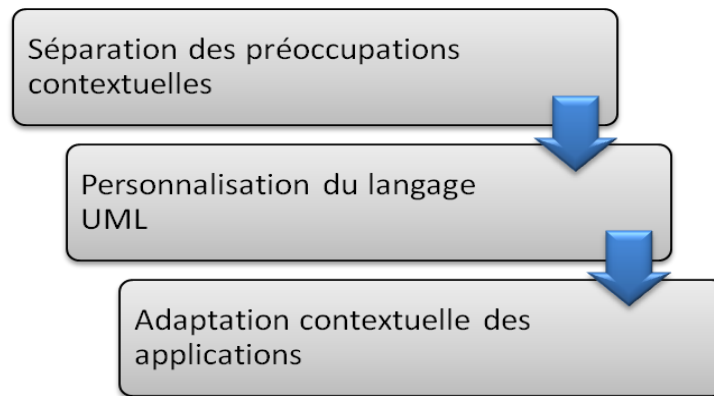 Séparation des préoccupations
contextuelles
Personnalisation du langage
UML
Adaptation contextuelle des
applications